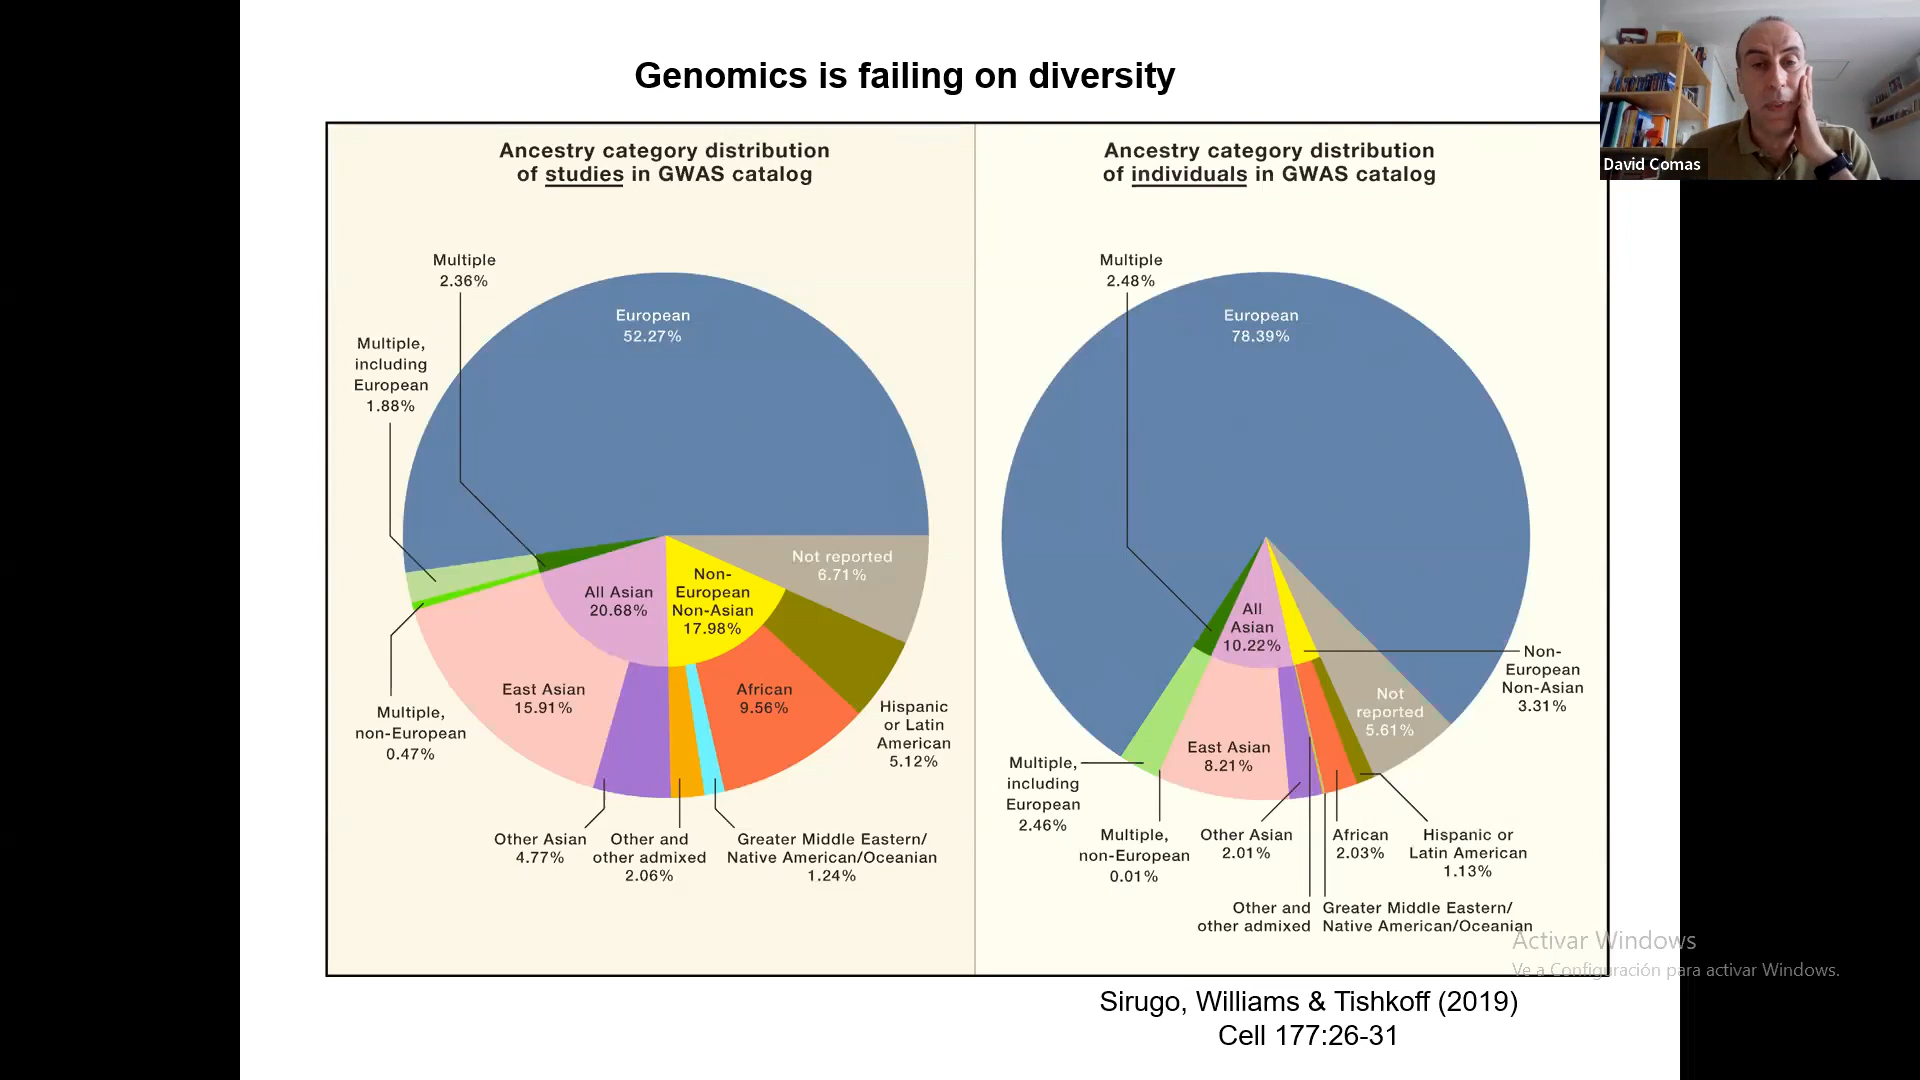 Genomics is failing on diversity
David Comas
Ancestry category distribution
of studies in GWAS catalog
Multiple
2.36%
European
52.27%
Multiple,
including
European
1.88%
Not reported
6.71%
All Asian
20.68%
Non-
European
Non-Asian
17.98%
East Asian
15.91%
African
9.56%
Multiple,
non-European
0.47%
Hispanic
or Latin
American
5.12%
Other Asian
4.77%
Other and
other admixed
2.06%
Greater Middle Eastern/
Native American/Oceanian
1.24%
Ancestry category distribution
of individuals in GWAS catalog
Multiple
2.48%
European
78.39%
All
Asian
10.22%
Non-
European
Non-Asian
3.31%
Not
reported
5.61%
East Asian
8.21%
Multiple,
including
European
2.46%
Multiple,
non-European
0.01%
Other Asian
2.01%
African
2.03%
Hispanic or
Latin American
1.13%
Other and
other admixed
Greater Middle Eastern/
Native American/Oceanian
Activar Windows
Ve a Configuración para activar Windows.
Sirugo, Williams & Tishkoff (2019)
Cell 177:26-31